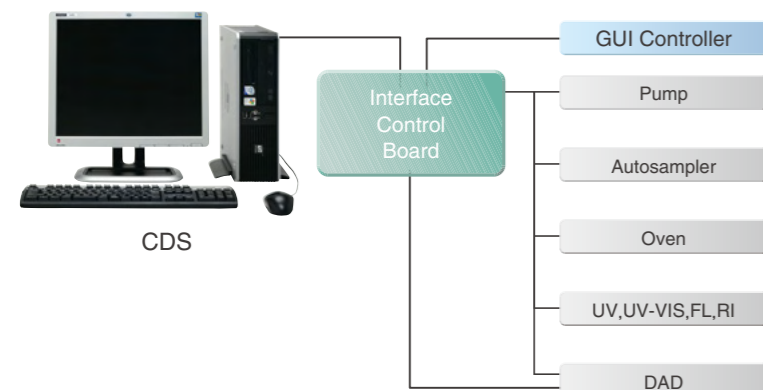 GUI Controller
Interface
Control
Board
Pump
Autosampler
Oven
UV,UV-VIS,FL,RI
DAD
CDS